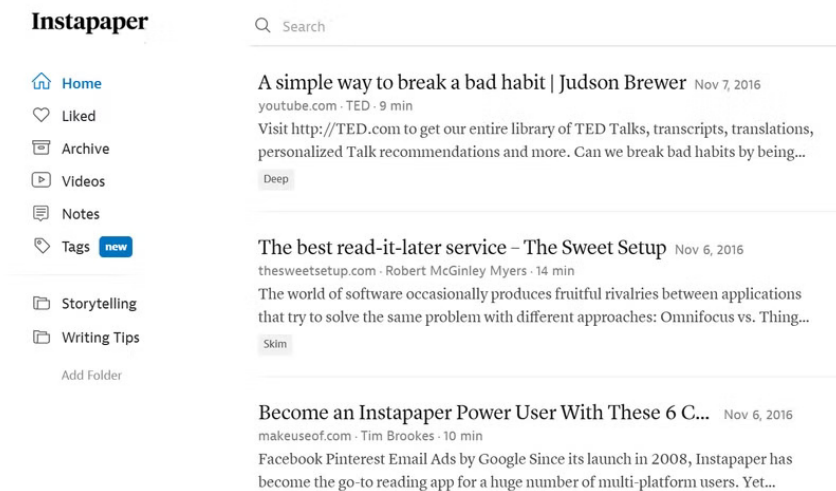 Instapaper
Search
Home
Liked
Archive
Videos
Notes
Tags new
Storytelling
Writing Tips
Add Folder
A simple way to break a bad habit | Judson Brewer Nov 7, 2016
youtube.com · TED · 9 min
Visit http://TED.com to get our entire library of TED Talks, transcripts, translations,
personalized Talk recommendations and more. Can we break bad habits by being...
Deep
The best read-it-later service – The Sweet Setup Nov 6, 2016
thesweetsetup.com · Robert McGinley Myers · 14 min
The world of software occasionally produces fruitful rivalries between applications
that try to solve the same problem with different approaches: Omnifocus vs. Thing...
Skim
Become an Instapaper Power User With These 6 C... Nov 6, 2016
makeuseof.com · Tim Brookes · 10 min
Facebook Pinterest Email Ads by Google Since its launch in 2008, Instapaper has
become the go-to reading app for a huge number of multi-platform users. Yet...